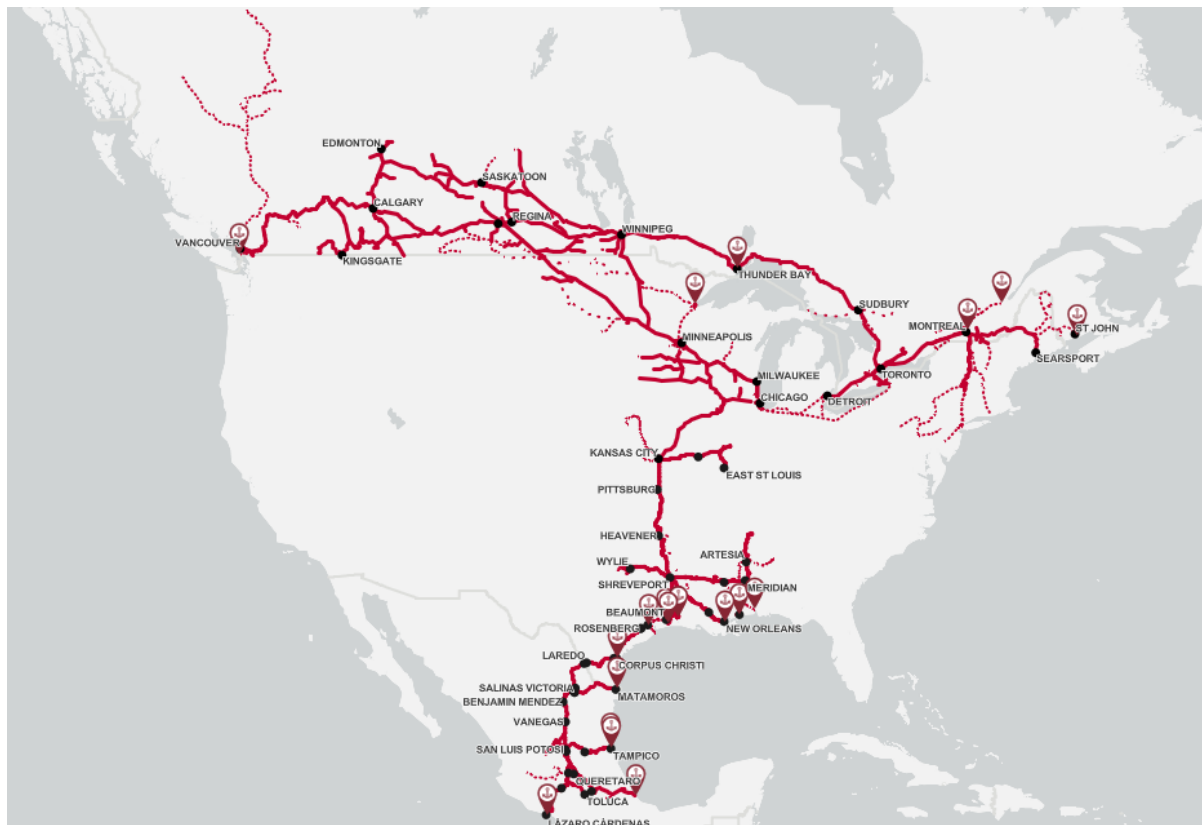 EDMONTON
SASKATOON
CALGARY
REGINA
WINNIPEG
VANCOUVER
KINGSGATE
THUNDER BAY
SUDBURY
MONTREAL
ST JOHN
SEARSPORT
MINNEAPOLIS
TORONTO
MILWAUKEE
CHICAGO
DETROIT
KANSAS CITY
EAST ST LOUIS
PITTSBURG
HEAVENER
ARTESIA
WYLIE
SHREVEPORT
MERIDIAN
BEAUMONT
ROSENBERG
NEW ORLEANS
LAREDO
CORPUS CHRISTI
SALINAS VICTORIA
MATAMOROS
BENJAMIN MENDEZ
VANEGAS
SAN LUIS POTOSI
TAMPICO
QUERETARO
TOLUCA
LÁZARO CÁRDENAS